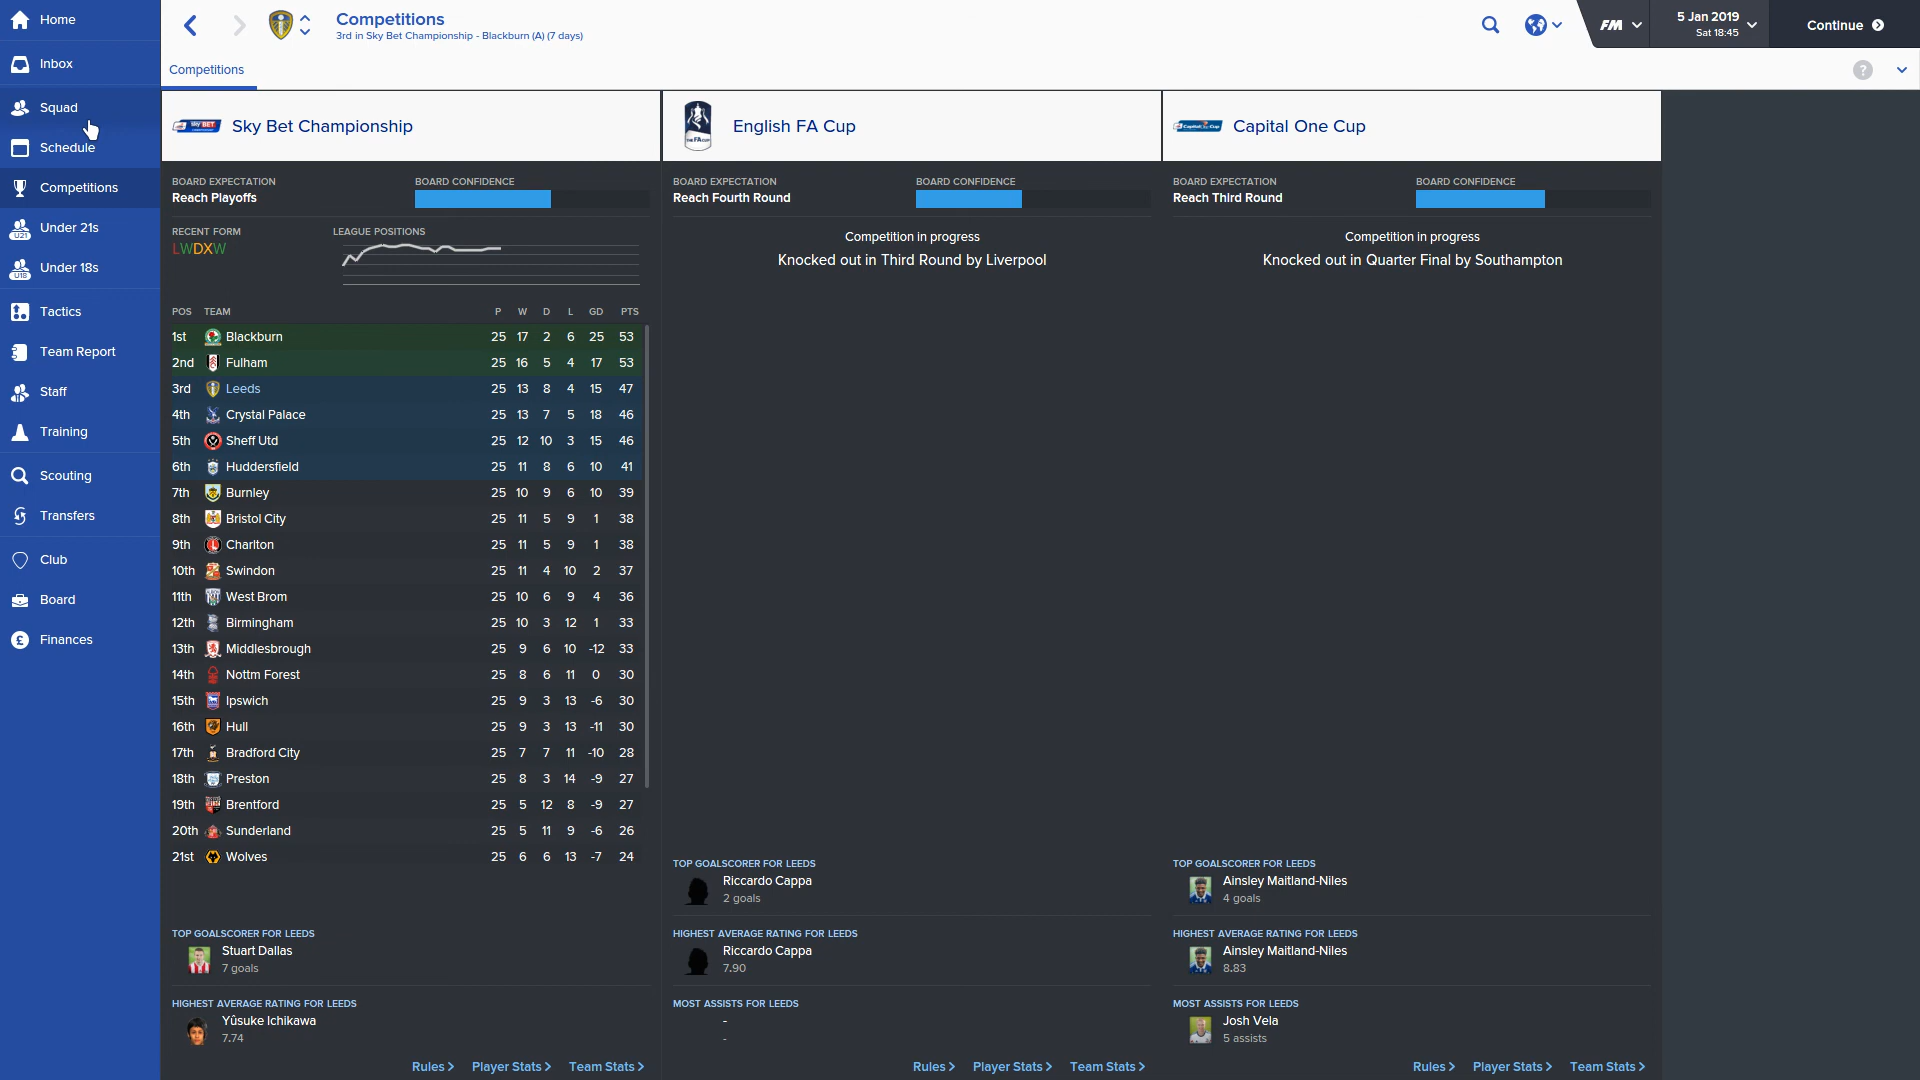 Home
Inbox
Squad
Schedule
Competitions
Under 21s
Under 18s
Tactics
Team Report
Staff
Training
Scouting
Transfers
Club
Board
Finances
Competitions
3rd in Sky Bet Championship - Blackburn (A) (7 days)
FM
5 Jan 2019
Sat 18:45
Continue
Competitions
?
Sky Bet Championship
BOARD EXPECTATION
Reach Playoffs
BOARD CONFIDENCE
RECENT FORM
LWDXW
LEAGUE POSITIONS
POS TEAM P W D L GD PTS
1st Blackburn 25 17 2 6 25 53
2nd Fulham 25 16 5 4 17 53
3rd Leeds 25 13 8 4 15 47
4th Crystal Palace 25 13 7 5 18 46
5th Sheff Utd 25 12 10 3 15 46
6th Huddersfield 25 11 8 6 10 41
7th Burnley 25 10 9 6 10 39
8th Bristol City 25 11 5 9 1 38
9th Charlton 25 11 5 9 1 38
10th Swindon 25 11 4 10 2 37
11th West Brom 25 10 6 9 4 36
12th Birmingham 25 10 3 12 1 33
13th Middlesbrough 25 9 6 10 -12 33
14th Nottm Forest 25 8 6 11 0 30
15th Ipswich 25 9 3 13 -6 30
16th Hull 25 9 3 13 -11 30
17th Bradford City 25 7 7 11 -10 28
18th Preston 25 8 3 14 -9 27
19th Brentford 25 5 12 8 -9 27
20th Sunderland 25 5 11 9 -6 26
21st Wolves 25 6 6 13 -7 24
TOP GOALSCORER FOR LEEDS
Stuart Dallas
7 goals
HIGHEST AVERAGE RATING FOR LEEDS
Yûsuke Ichikawa
7.74
Rules > Player Stats > Team Stats >
English FA Cup
BOARD EXPECTATION
Reach Fourth Round
BOARD CONFIDENCE
Competition in progress
Knocked out in Third Round by Liverpool
TOP GOALSCORER FOR LEEDS
Riccardo Cappa
2 goals
HIGHEST AVERAGE RATING FOR LEEDS
Riccardo Cappa
7.90
MOST ASSISTS FOR LEEDS
-
-
Rules > Player Stats > Team Stats >
Capital One Cup
BOARD EXPECTATION
Reach Third Round
BOARD CONFIDENCE
Competition in progress
Knocked out in Quarter Final by Southampton
TOP GOALSCORER FOR LEEDS
Ainsley Maitland-Niles
4 goals
HIGHEST AVERAGE RATING FOR LEEDS
Ainsley Maitland-Niles
8.83
MOST ASSISTS FOR LEEDS
Josh Vela
5 assists
Rules > Player Stats > Team Stats >